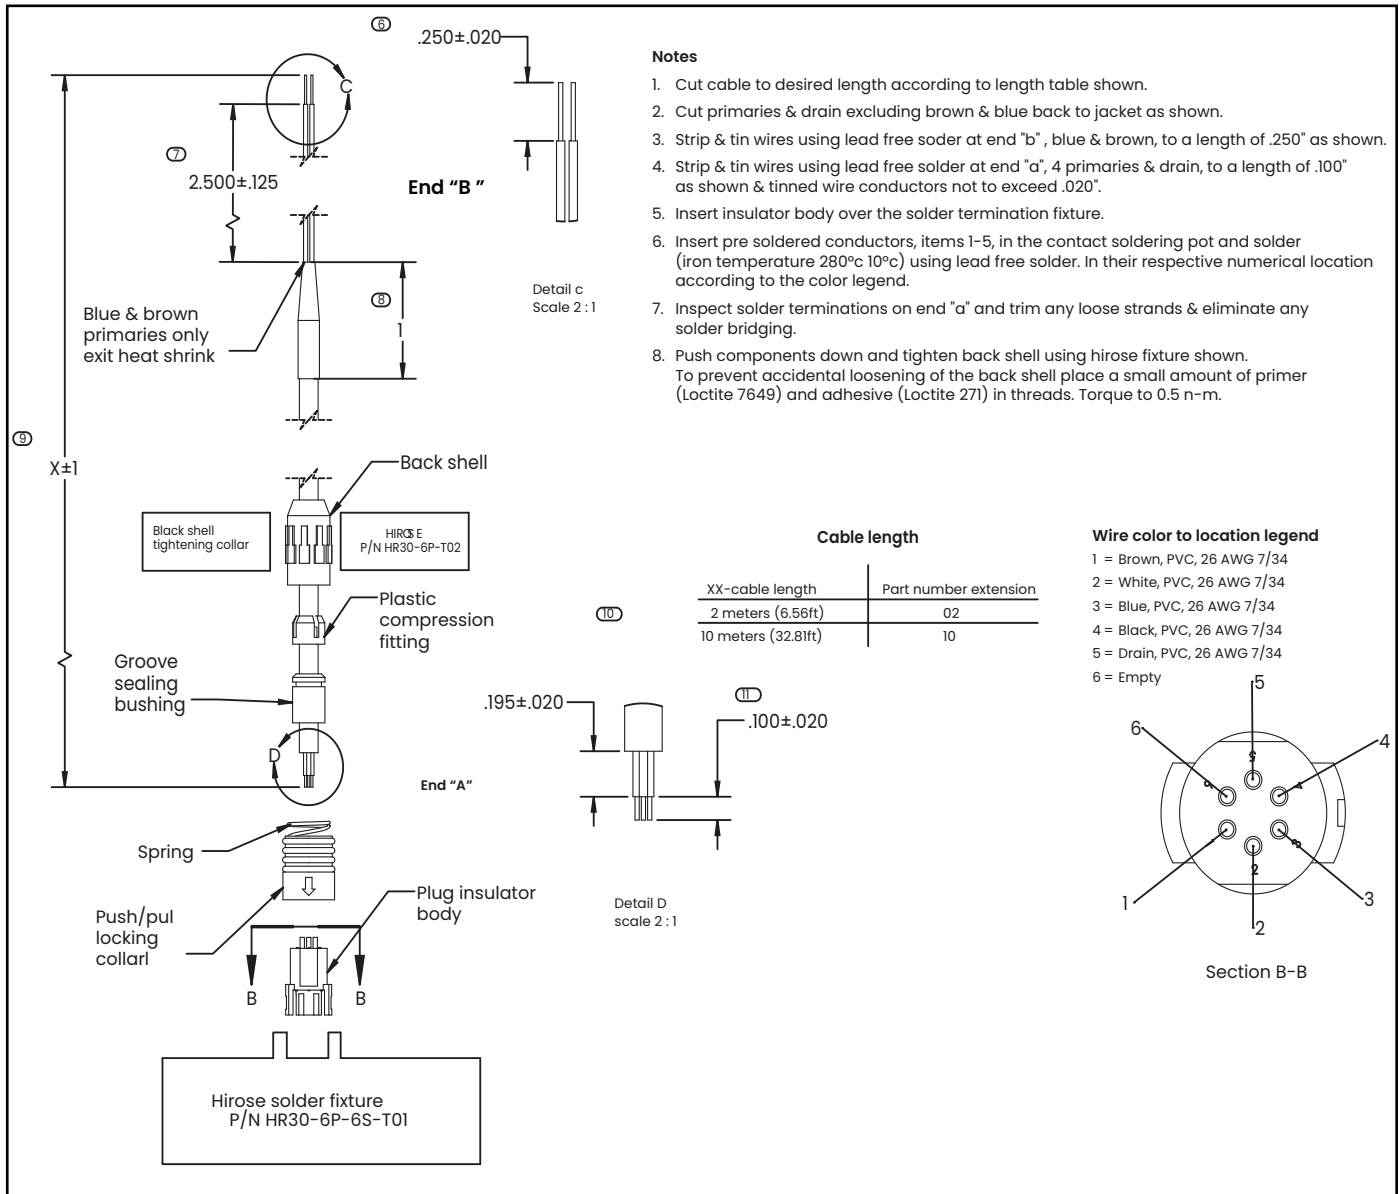 6
.250±.020
C
7
2.500±.125
End “B ”
8
1
Blue & brown
primaries only
exit heat shrink
Detail c
Scale 2 : 1
Notes
1. Cut cable to desired length according to length table shown.
2. Cut primaries & drain excluding brown & blue back to jacket as shown.
3. Strip & tin wires using lead free soder at end "b" , blue & brown, to a length of .250" as shown.
4. Strip & tin wires using lead free solder at end "a", 4 primaries & drain, to a length of .100"
as shown & tinned wire conductors not to exceed .020".
5. Insert insulator body over the solder termination fixture.
6. Insert pre soldered conductors, items 1-5, in the contact soldering pot and solder
(iron temperature 280°c 10°c) using lead free solder. In their respective numerical location
according to the color legend.
7. Inspect solder terminations on end "a" and trim any loose strands & eliminate any
solder bridging.
8. Push components down and tighten back shell using hirose fixture shown.
To prevent accidental loosening of the back shell place a small amount of primer
(Loctite 7649) and adhesive (Loctite 271) in threads. Torque to 0.5 n-m.
9
X±1
Back shell
Black shell
tightening collar
HIROSE
P/N HR30-6P-T02
Plastic
compression
fitting
Groove
sealing
bushing
D
End “A”
10
Cable length
XX-cable length Part number extension
2 meters (6.56ft) 02
10 meters (32.81ft) 10
Wire color to location legend
1 = Brown, PVC, 26 AWG 7/34
2 = White, PVC, 26 AWG 7/34
3 = Blue, PVC, 26 AWG 7/34
4 = Black, PVC, 26 AWG 7/34
5 = Drain, PVC, 26 AWG 7/34
6 = Empty
.195±.020
11
.100±.020
Detail D
scale 2 : 1
5
6
4
5
6
4
1
3
2
1
3
2
Section B-B
Spring
Push/pul
locking
collarl
Plug insulator
body
B
B
Hirose solder fixture
P/N HR30-6P-6S-T01